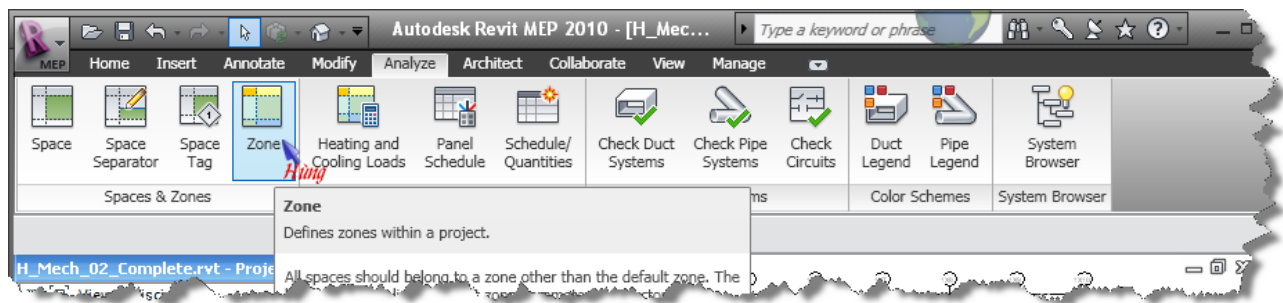 Autodesk Revit MEP 2010 - [H_Mec... Type a keyword or phrase
MEP Home Insert Annotate Modify Analyze Architect Collaborate View Manage
Space Space Separator Space Tag Zone Heating and Cooling Loads Panel Schedule Schedule/ Quantities Check Duct Systems Check Pipe Systems Check Circuits Duct Legend Pipe Legend System Browser
Hùng
Spaces & Zones ms Color Schemes System Browser
Zone
Defines zones within a project.
H_Mech_02_Complete.rvt - Proje
All spaces should belong to a zone other than the default zone. The